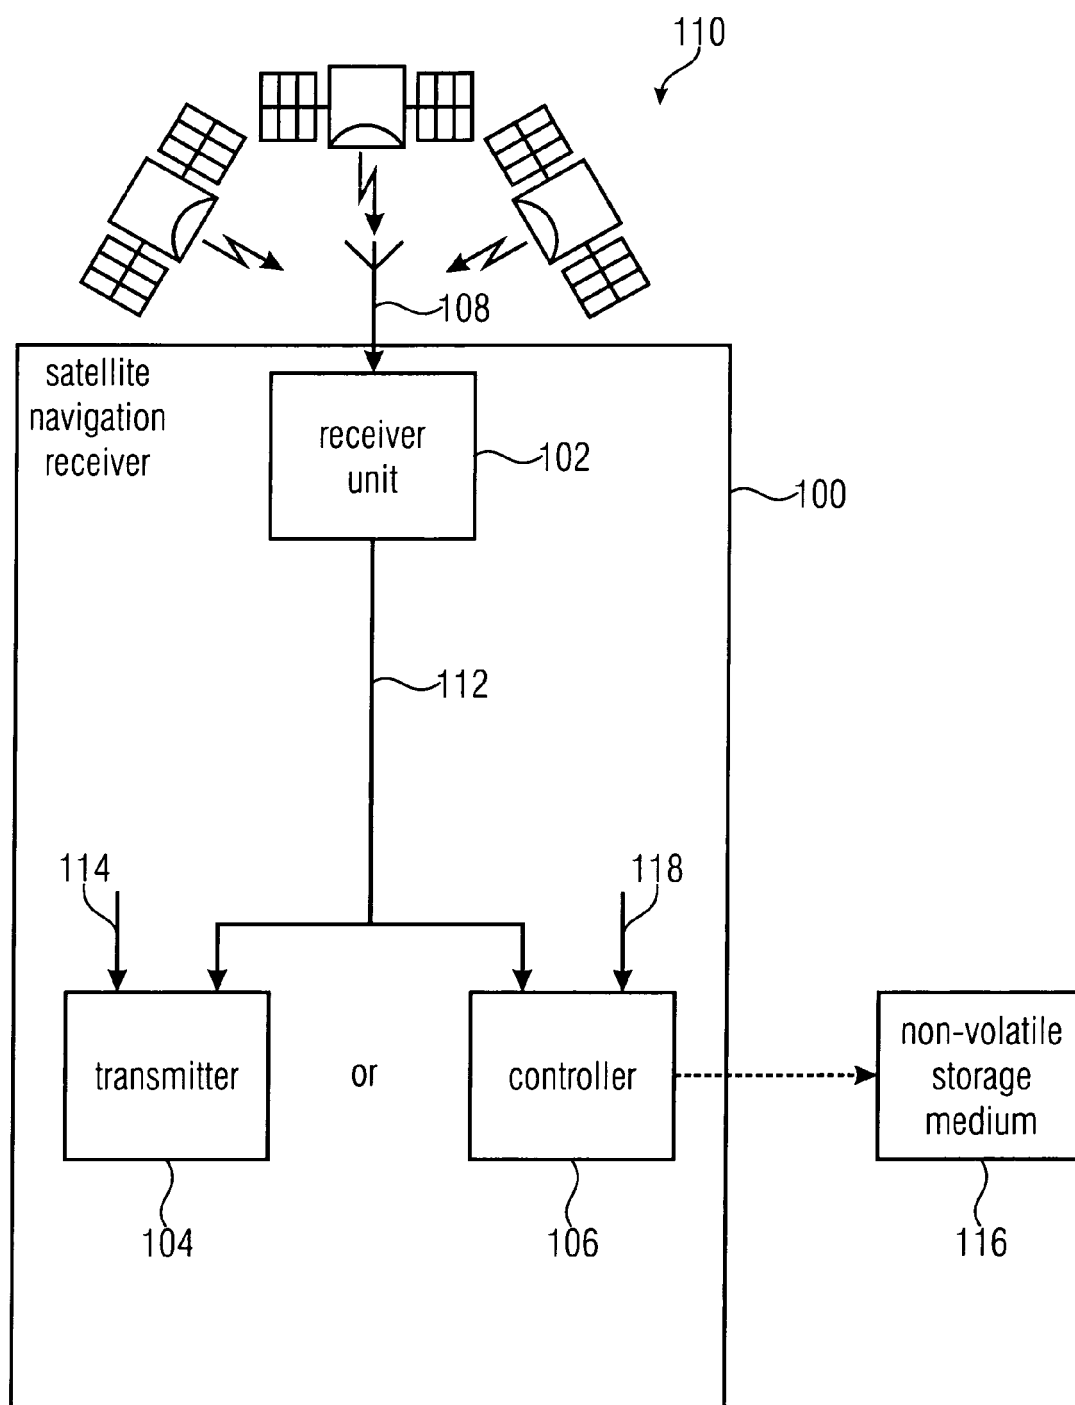 110
108
satellite
navigation
receiver
receiver
unit
102
100
112
114
118
transmitter
or
controller
non-volatile
storage
medium
104
106
116